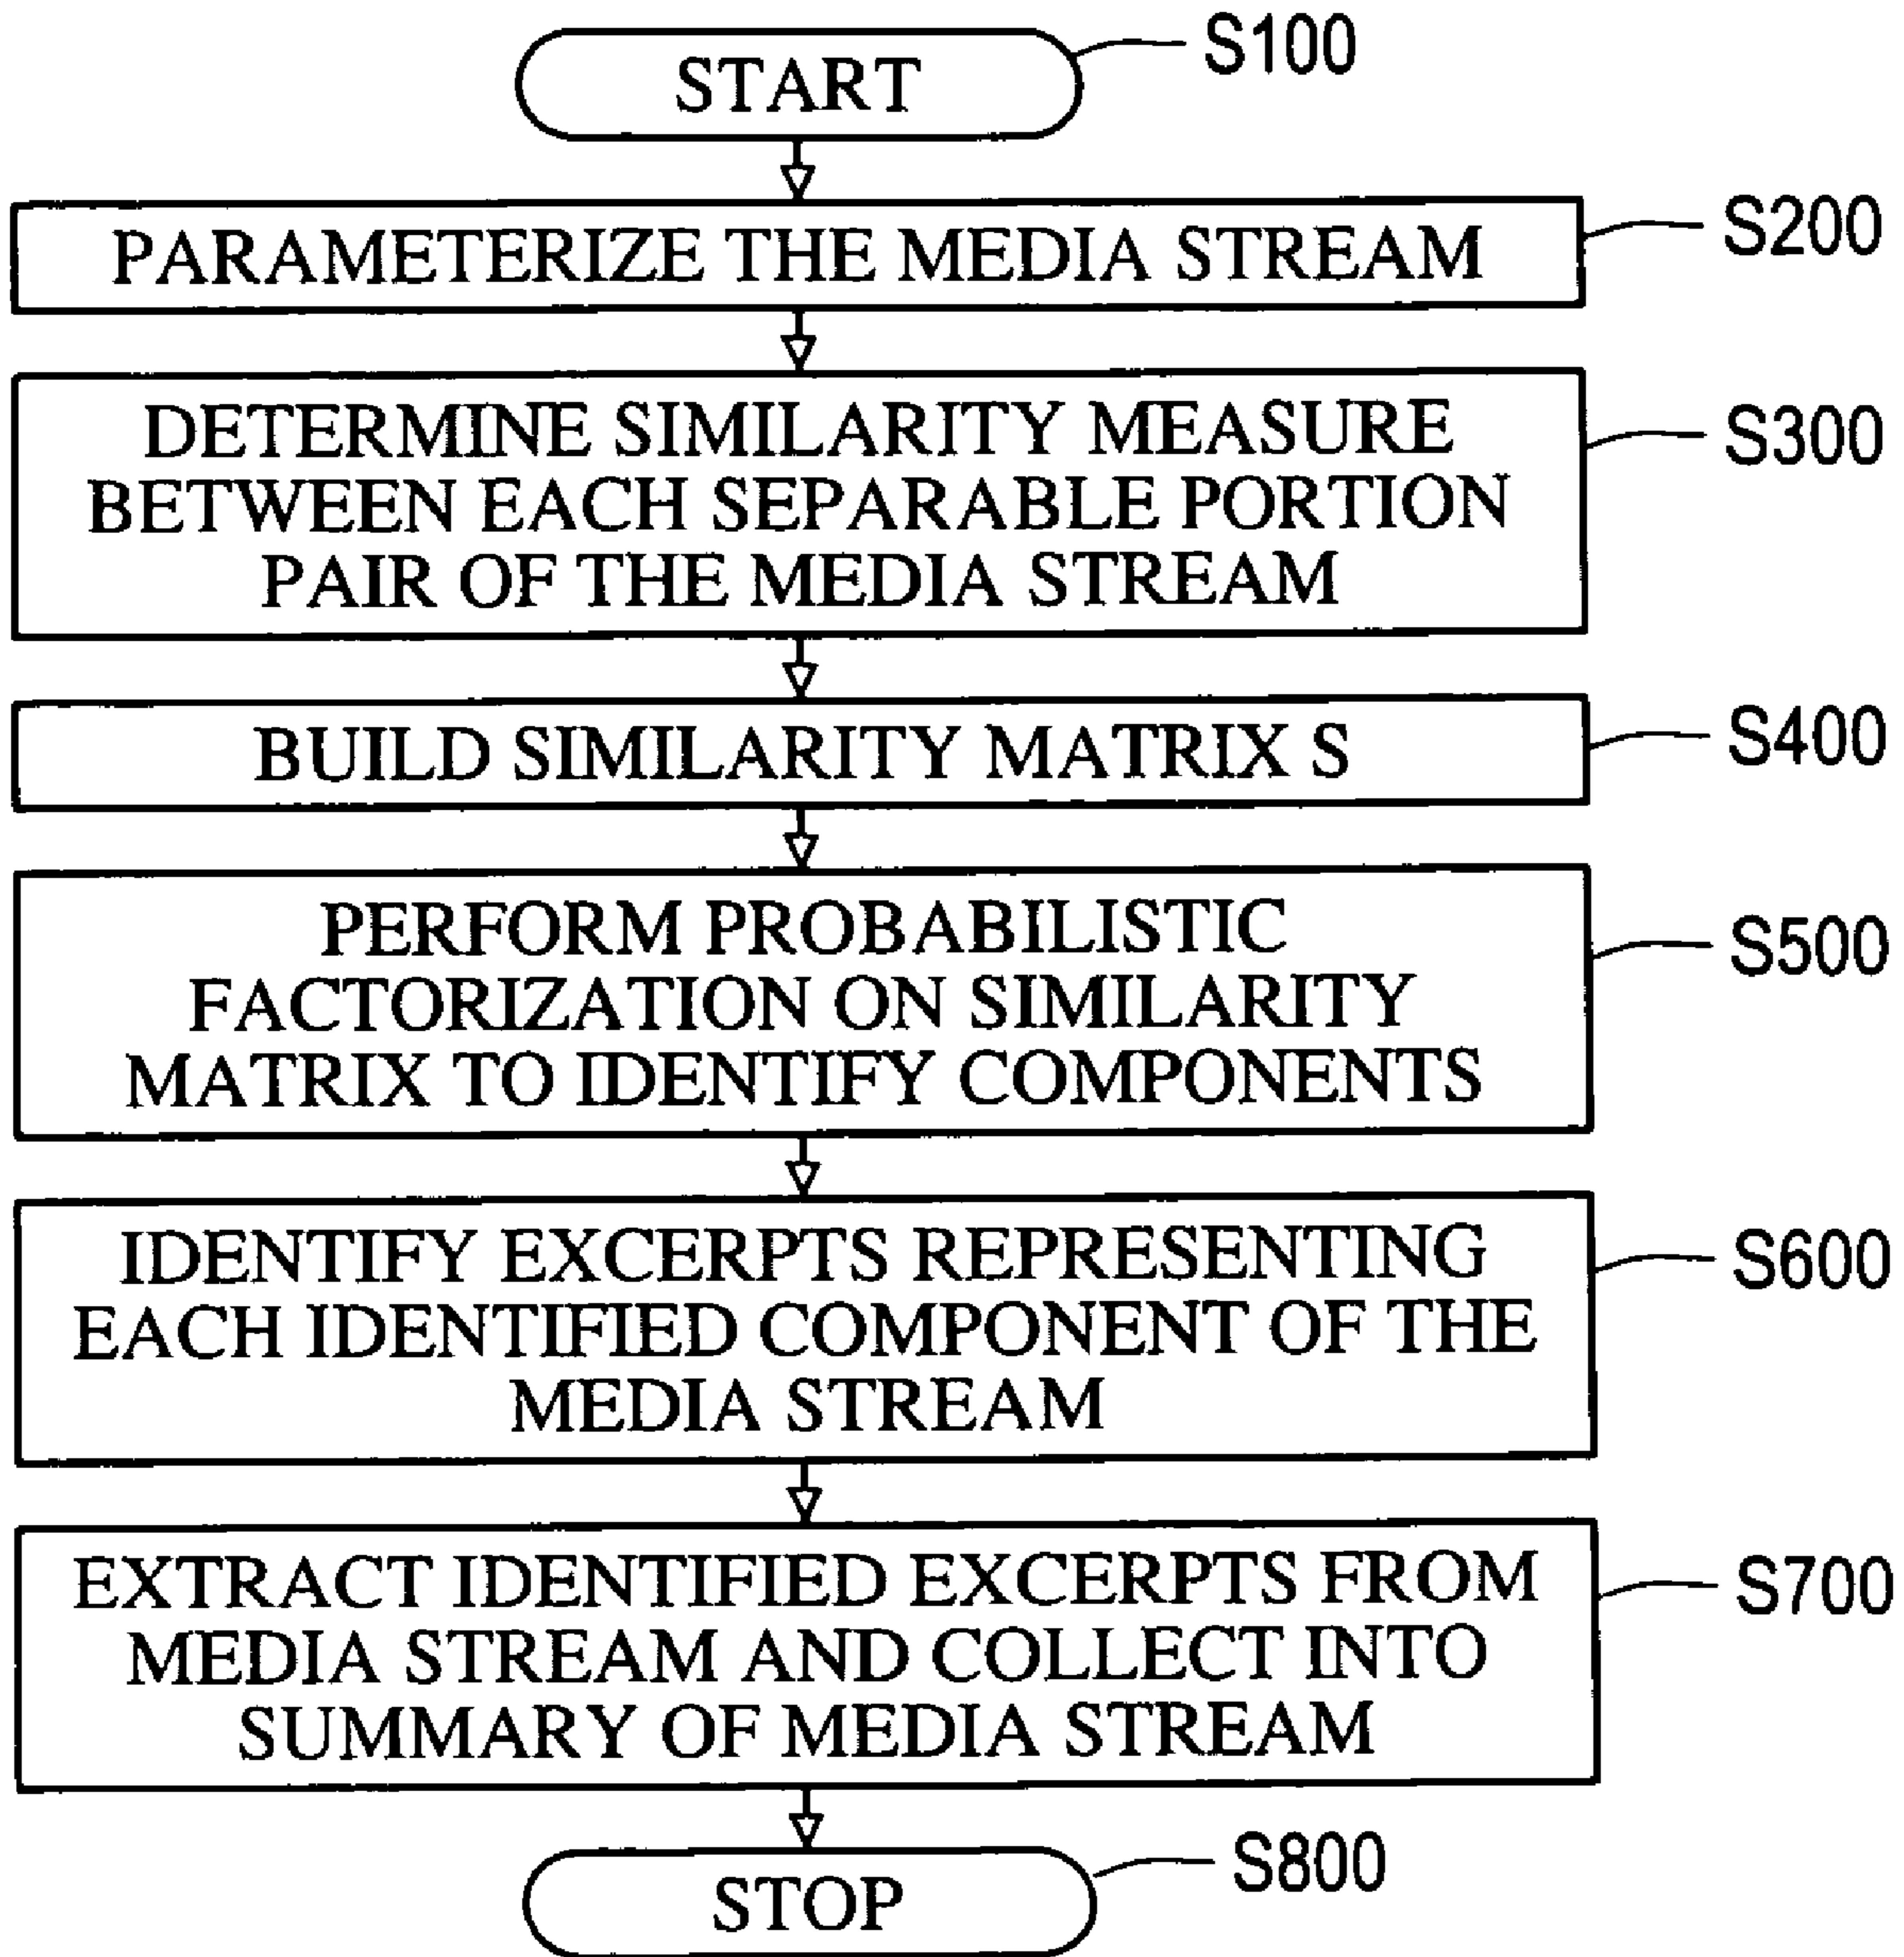 START
S100
PARAMETERIZE THE MEDIA STREAM
S200
DETERMINE SIMILARITY MEASURE
BETWEEN EACH SEPARABLE PORTION
PAIR OF THE MEDIA STREAM
S300
BUILD SIMILARITY MATRIX S
S400
PERFORM PROBABILISTIC
FACTORIZATION ON SIMILARITY
MATRIX TO IDENTIFY COMPONENTS
S500
IDENTIFY EXCERPTS REPRESENTING
EACH IDENTIFIED COMPONENT OF THE
MEDIA STREAM
S600
EXTRACT IDENTIFIED EXCERPTS FROM
MEDIA STREAM AND COLLECT INTO
SUMMARY OF MEDIA STREAM
S700
STOP
S800